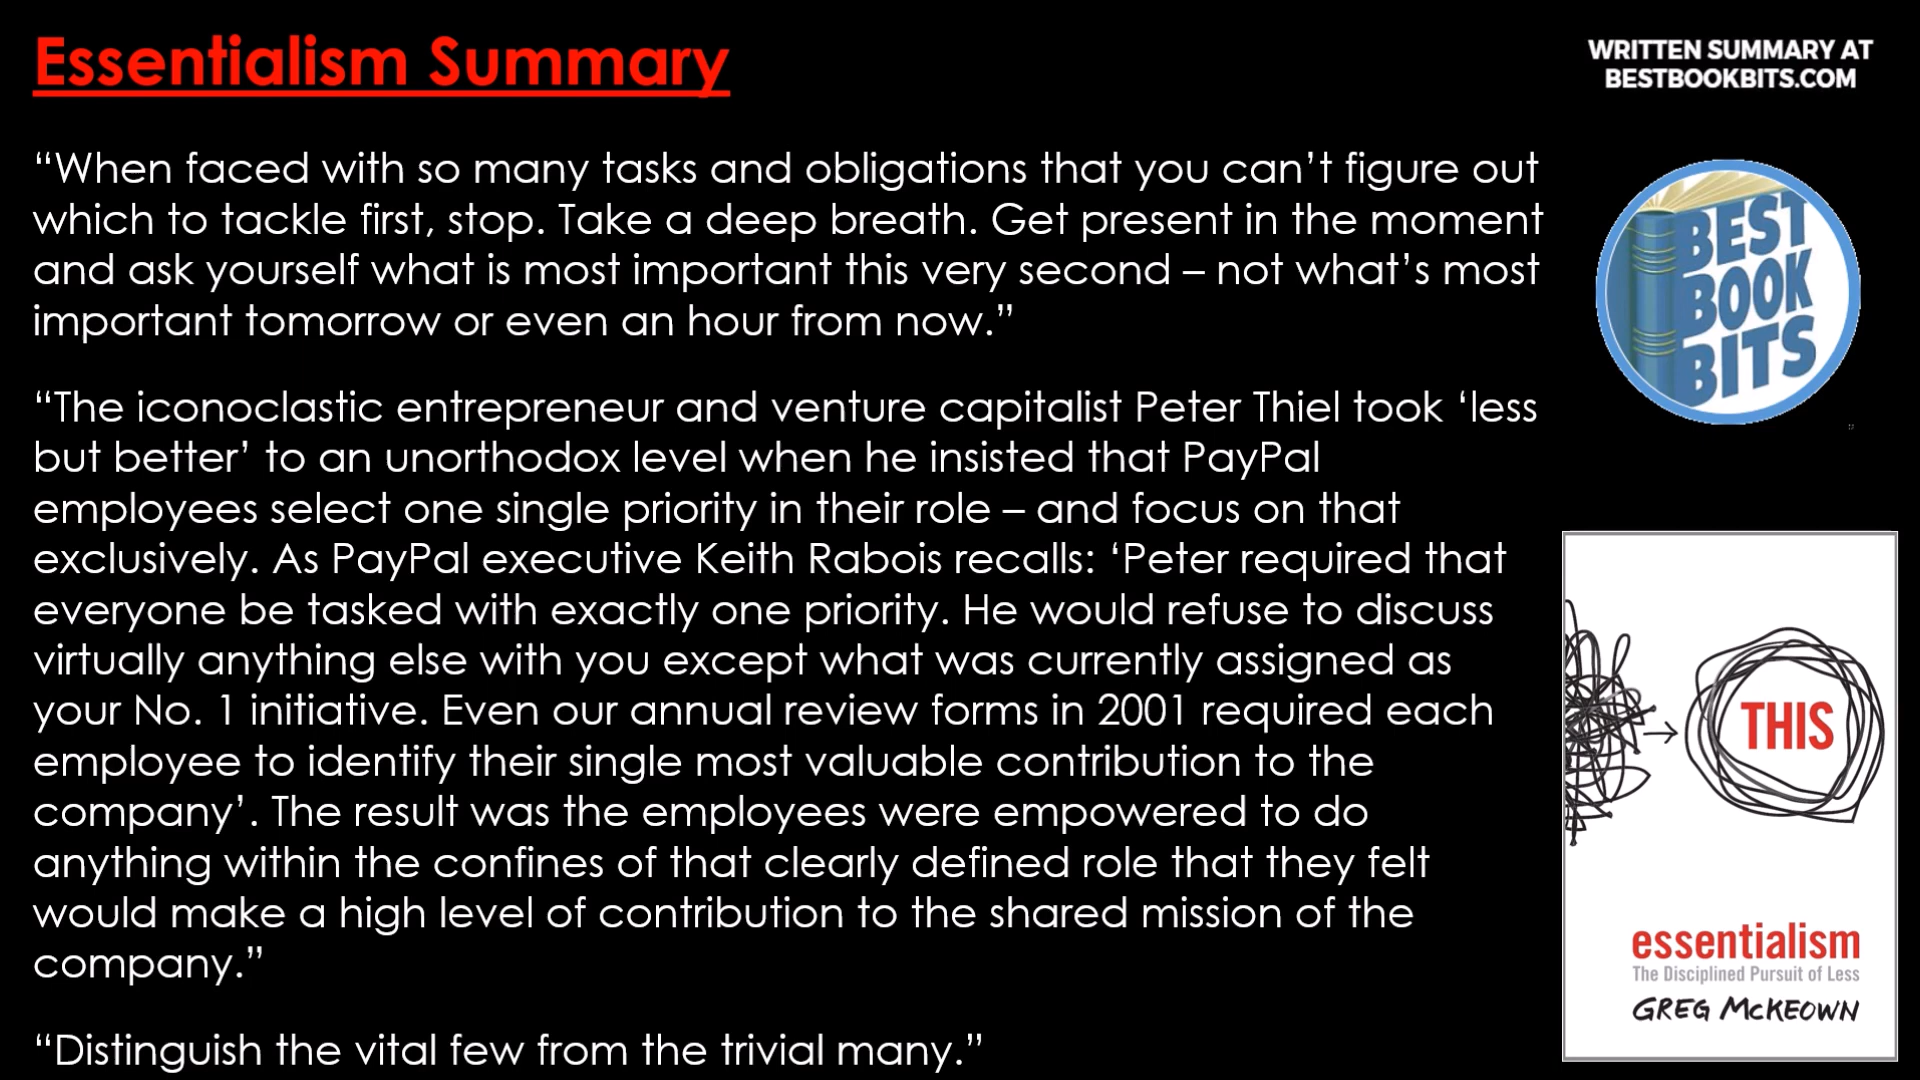 Essentialism Summary
WRITTEN SUMMARY AT
BESTBOOKBITS.COM
“When faced with so many tasks and obligations that you can’t figure out
which to tackle first, stop. Take a deep breath. Get present in the moment
and ask yourself what is most important this very second – not what’s most
important tomorrow or even an hour from now.”
“The iconoclastic entrepreneur and venture capitalist Peter Thiel took ‘less
but better’ to an unorthodox level when he insisted that PayPal
employees select one single priority in their role – and focus on that
exclusively. As PayPal executive Keith Rabois recalls: ‘Peter required that
everyone be tasked with exactly one priority. He would refuse to discuss
virtually anything else with you except what was currently assigned as
your No. 1 initiative. Even our annual review forms in 2001 required each
employee to identify their single most valuable contribution to the
company’. The result was the employees were empowered to do
anything within the confines of that clearly defined role that they felt
would make a high level of contribution to the shared mission of the
company.”
“Distinguish the vital few from the trivial many.”
BEST
BOOK
BITS
THIS
essentialism
The Disciplined Pursuit of Less
GREG McKEOWN